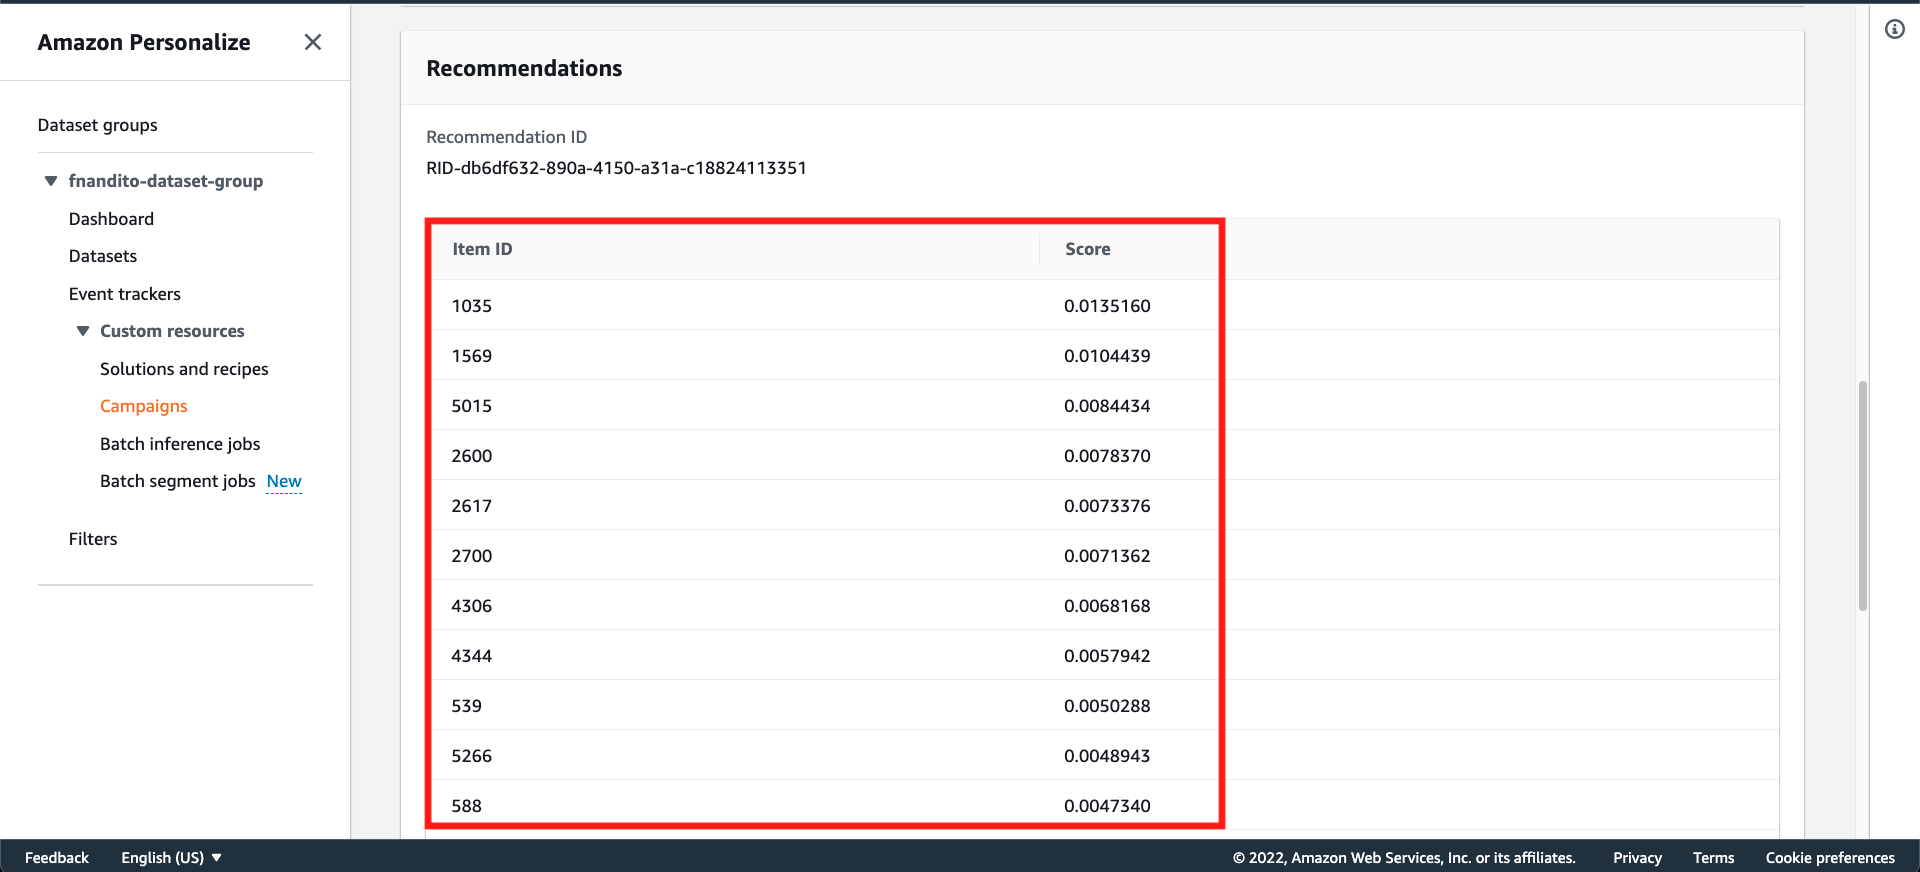 Amazon Personalize
Dataset groups
fnandito-dataset-group
Dashboard
Datasets
Event trackers
Custom resources
Solutions and recipes
Campaigns
Batch inference jobs
Batch segment jobs New
Filters
Recommendations
Recommendation ID
RID-db6df632-890a-4150-a31a-c18824113351
Item ID Score
1035 0.0135160
1569 0.0104439
5015 0.0084434
2600 0.0078370
2617 0.0073376
2700 0.0071362
4306 0.0068168
4344 0.0057942
539 0.0050288
5266 0.0048943
588 0.0047340
Feedback English (US) © 2022, Amazon Web Services, Inc. or its affiliates. Privacy Terms Cookie preferences